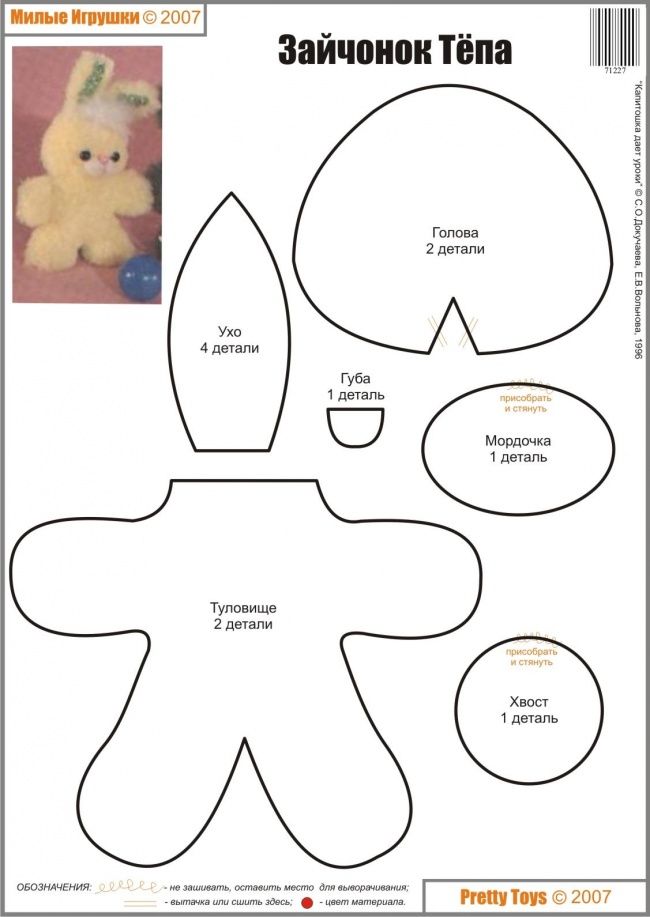 Милые Игрушки © 2007
Зайчонок Тёпа
71227
"Капитошка дает уроки" © С.О.Докучаева, Е.В.Вольнова, 1996
Голова
2 детали
Ухо
4 детали
Губа
1 деталь
присобрать
и стянуть
Мордочка
1 деталь
Туловище
2 детали
присобрать
и стянуть
Хвост
1 деталь
ОБОЗНАЧЕНИЯ: - не зашивать, оставить место для выворачивания;
- вытачка или сшить здесь; - цвет материала.
Pretty Toys © 2007